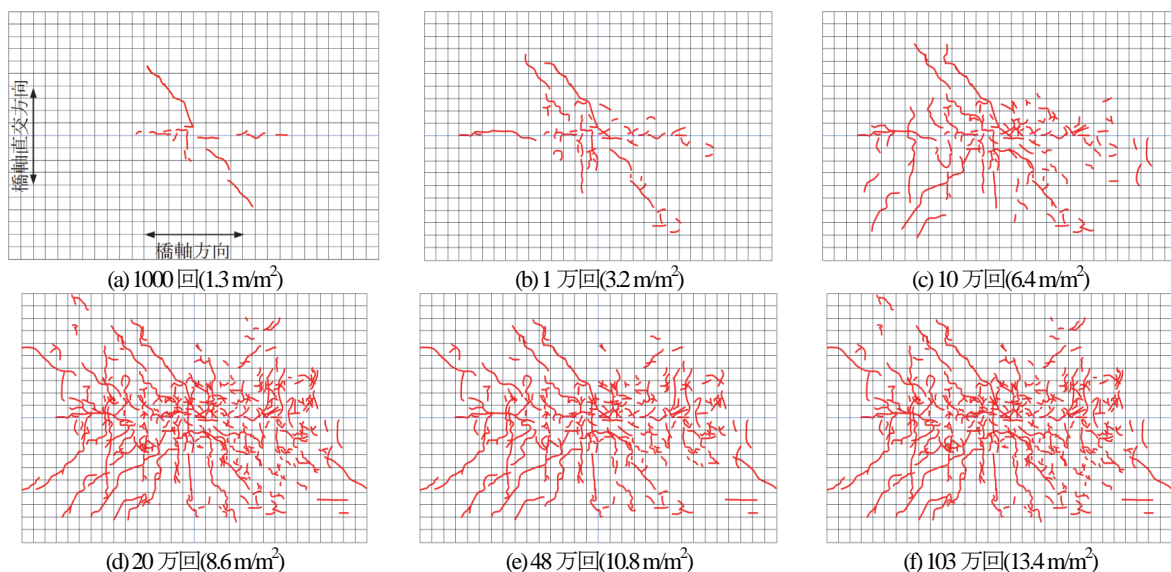 橋軸直交方向
橋軸方向
(a) 1000 回(1.3 m/m²)
(b) 1 万回(3.2 m/m²)
(c) 10 万回(6.4 m/m²)
(d) 20 万回(8.6 m/m²)
(e) 48 万回(10.8 m/m²)
(f) 103 万回(13.4 m/m²)